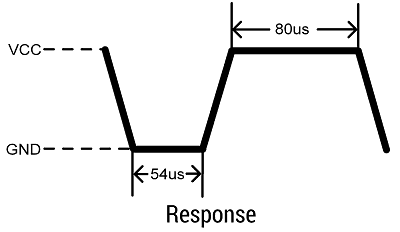 80us
VCC
GND
54us
Response